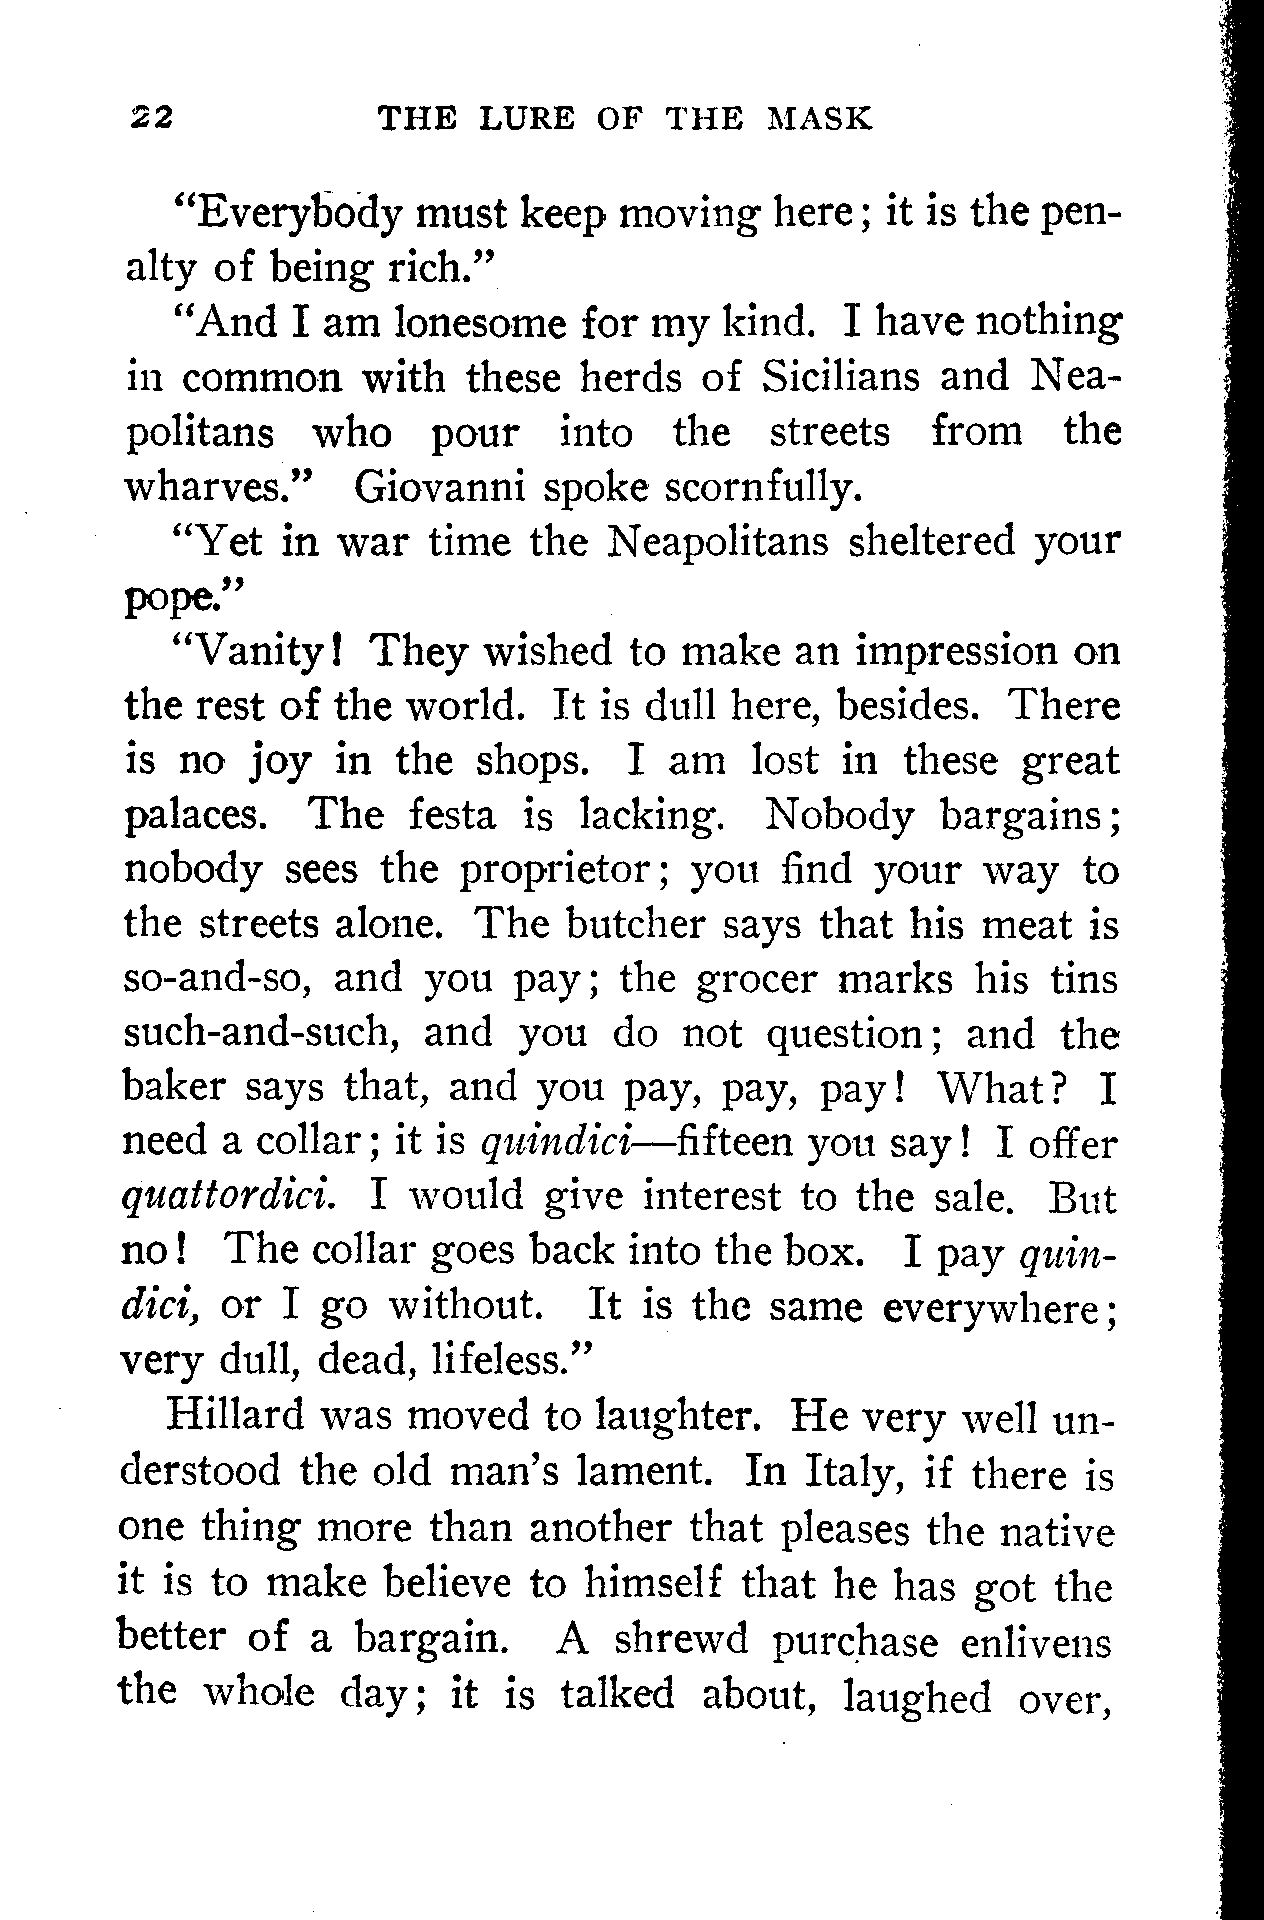 22 THE LURE OF THE MASK
“Everybody must keep moving here; it is the pen-
alty of being rich.”
“And I am lonesome for my kind. I have nothing
in common with these herds of Sicilians and Nea-
politans who pour into the streets from the
wharves.” Giovanni spoke scornfully.
“Yet in war time the Neapolitans sheltered your
pope.”
“Vanity! They wished to make an impression on
the rest of the world. It is dull here, besides. There
is no joy in the shops. I am lost in these great
palaces. The festa is lacking. Nobody bargains;
nobody sees the proprietor; you find your way to
the streets alone. The butcher says that his meat is
so-and-so, and you pay; the grocer marks his tins
such-and-such, and you do not question; and the
baker says that, and you pay, pay, pay! What? I
need a collar; it is quindici—fifteen you say! I offer
quattordici. I would give interest to the sale. But
no! The collar goes back into the box. I pay quin-
dici, or I go without. It is the same everywhere;
very dull, dead, lifeless.”
Hillard was moved to laughter. He very well un-
derstood the old man’s lament. In Italy, if there is
one thing more than another that pleases the native
it is to make believe to himself that he has got the
better of a bargain. A shrewd purchase enlivens
the whole day; it is talked about, laughed over,